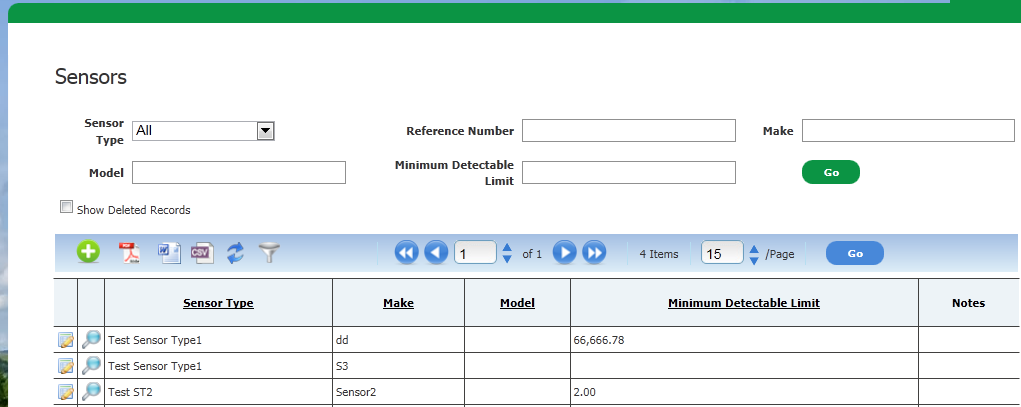 Sensors
Sensor Type All Reference Number Make
Model Minimum Detectable Limit Go
Show Deleted Records
PDF W CSV 1 of 1 4 Items 15 /Page Go
Sensor Type Make Model Minimum Detectable Limit Notes
Test Sensor Type1 dd 66,666.78
Test Sensor Type1 S3
Test ST2 Sensor2 2.00